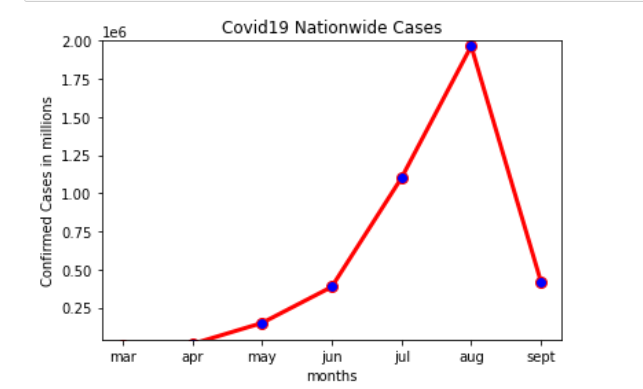 Covid19 Nationwide Cases
1e6
2.00
1.75
1.50
1.25
1.00
0.75
0.50
0.25
Confirmed Cases in millions
mar apr may jun jul aug sept
months